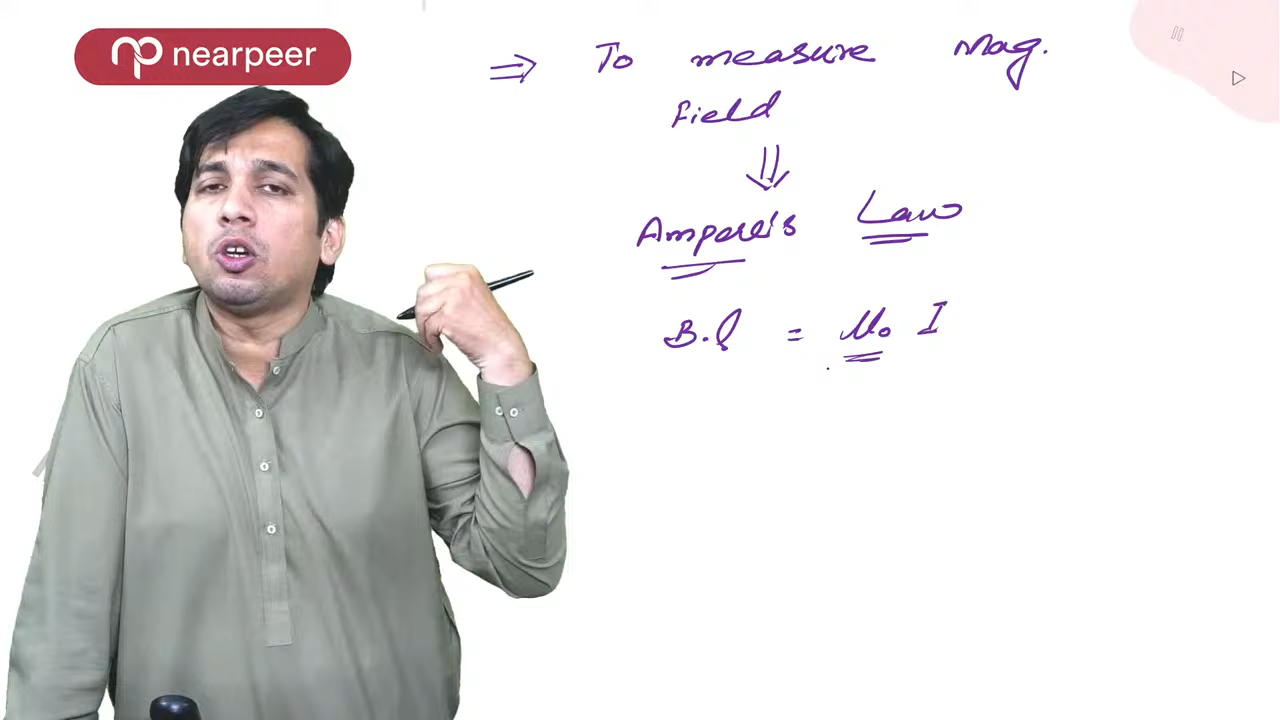 nearpeer
⇒ To measure Mag.
field
⇓
Ampere's Law
B.l = μ₀ I